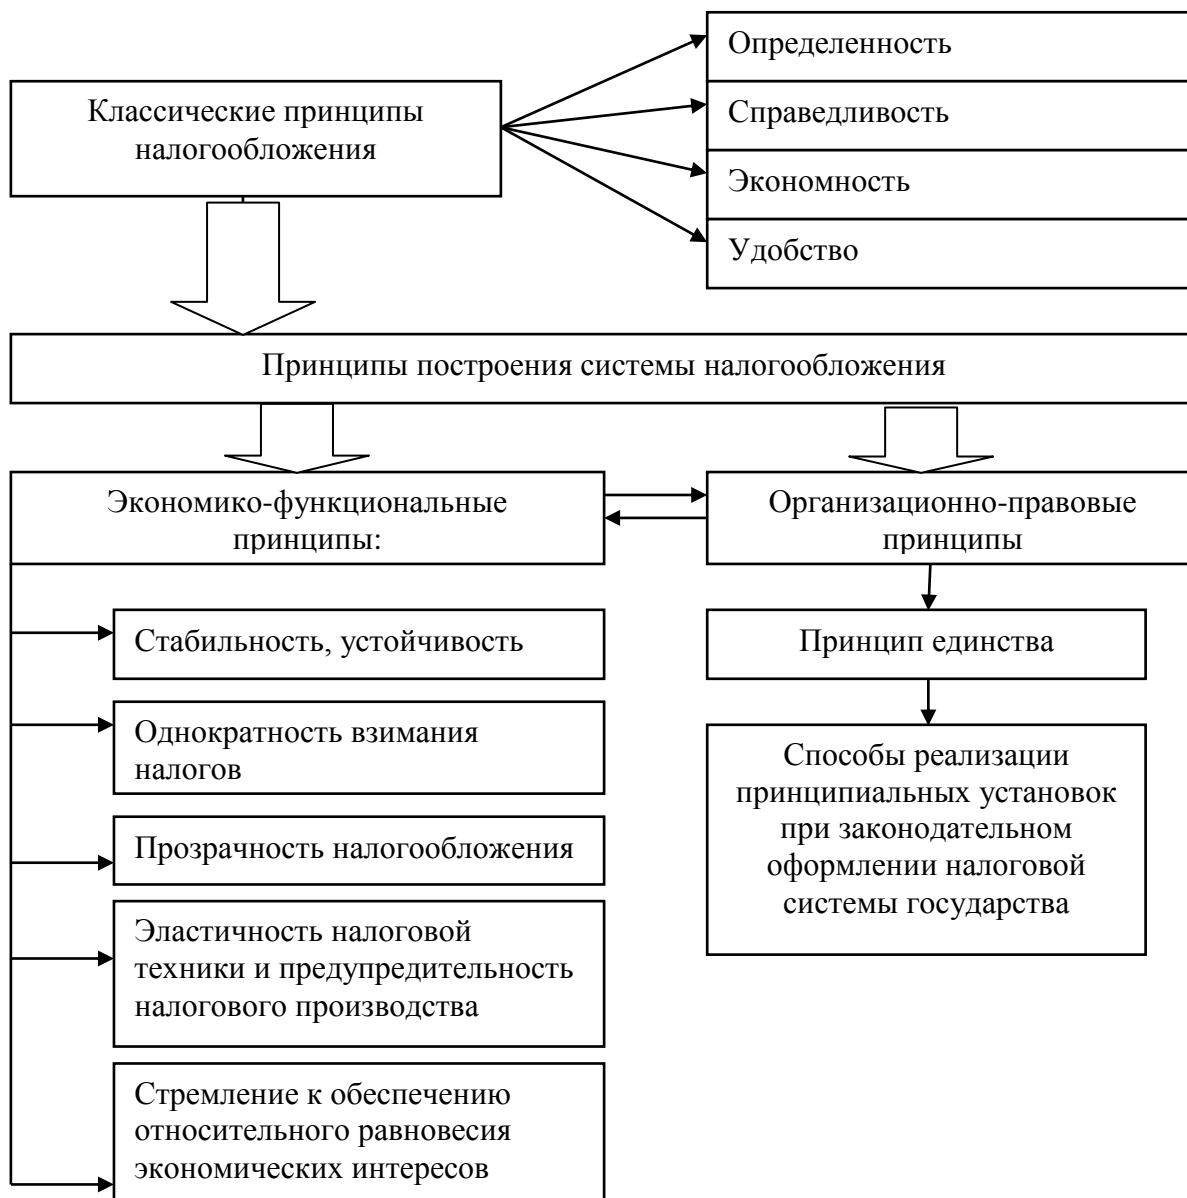 Классические принципы
налогообложения
Определенность
Справедливость
Экономность
Удобство
Принципы построения системы налогообложения
Экономико-функциональные
принципы:
Стабильность, устойчивость
Однократность взимания
налогов
Прозрачность налогообложения
Эластичность налоговой
техники и предупредительность
налогового производства
Стремление к обеспечению
относительного равновесия
экономических интересов
Организационно-правовые
принципы
Принцип единства
Способы реализации
принципиальных установок
при законодательном
оформлении налоговой
системы государства